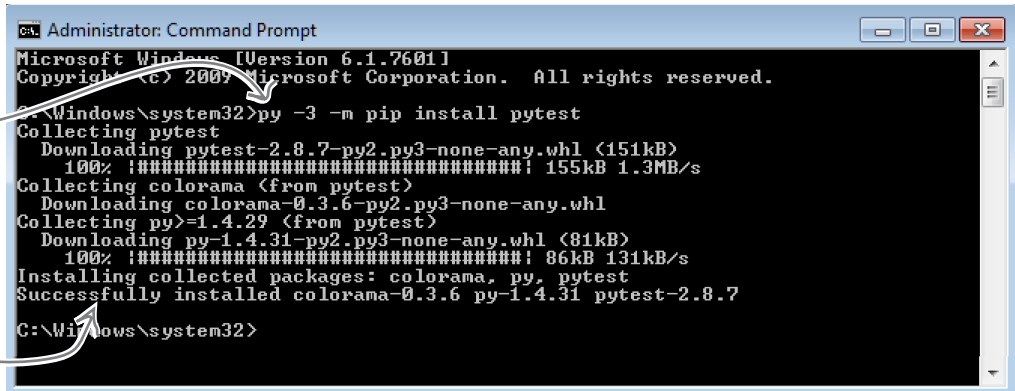 Administrator: Command Prompt
Microsoft Windows [Version 6.1.7601]
Copyright (c) 2009 Microsoft Corporation. All rights reserved.
C:\Windows\system32>py -3 -m pip install pytest
Collecting pytest
Downloading pytest-2.8.7-py2.py3-none-any.whl (151kB)
100% |################################| 155kB 1.3MB/s
Collecting colorama (from pytest)
Downloading colorama-0.3.6-py2.py3-none-any.whl
Collecting py>=1.4.29 (from pytest)
Downloading py-1.4.31-py2.py3-none-any.whl (81kB)
100% |################################| 86kB 131kB/s
Installing collected packages: colorama, py, pytest
Successfully installed colorama-0.3.6 py-1.4.31 pytest-2.8.7
C:\Windows\system32>